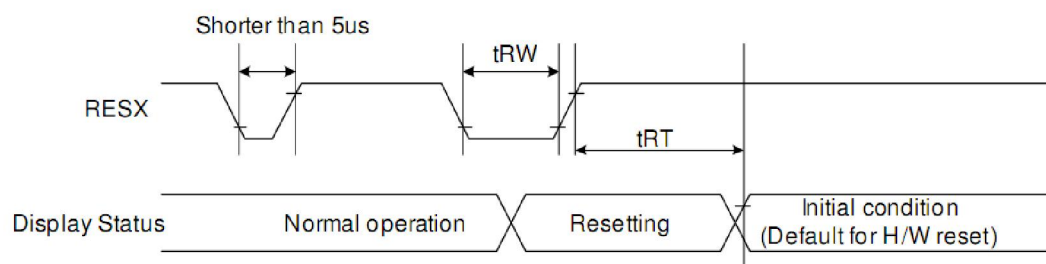 Shorter than 5us
tRW
RESX
tRT
Display Status
Normal operation
Resetting
Initial condition
(Default for H/W reset)